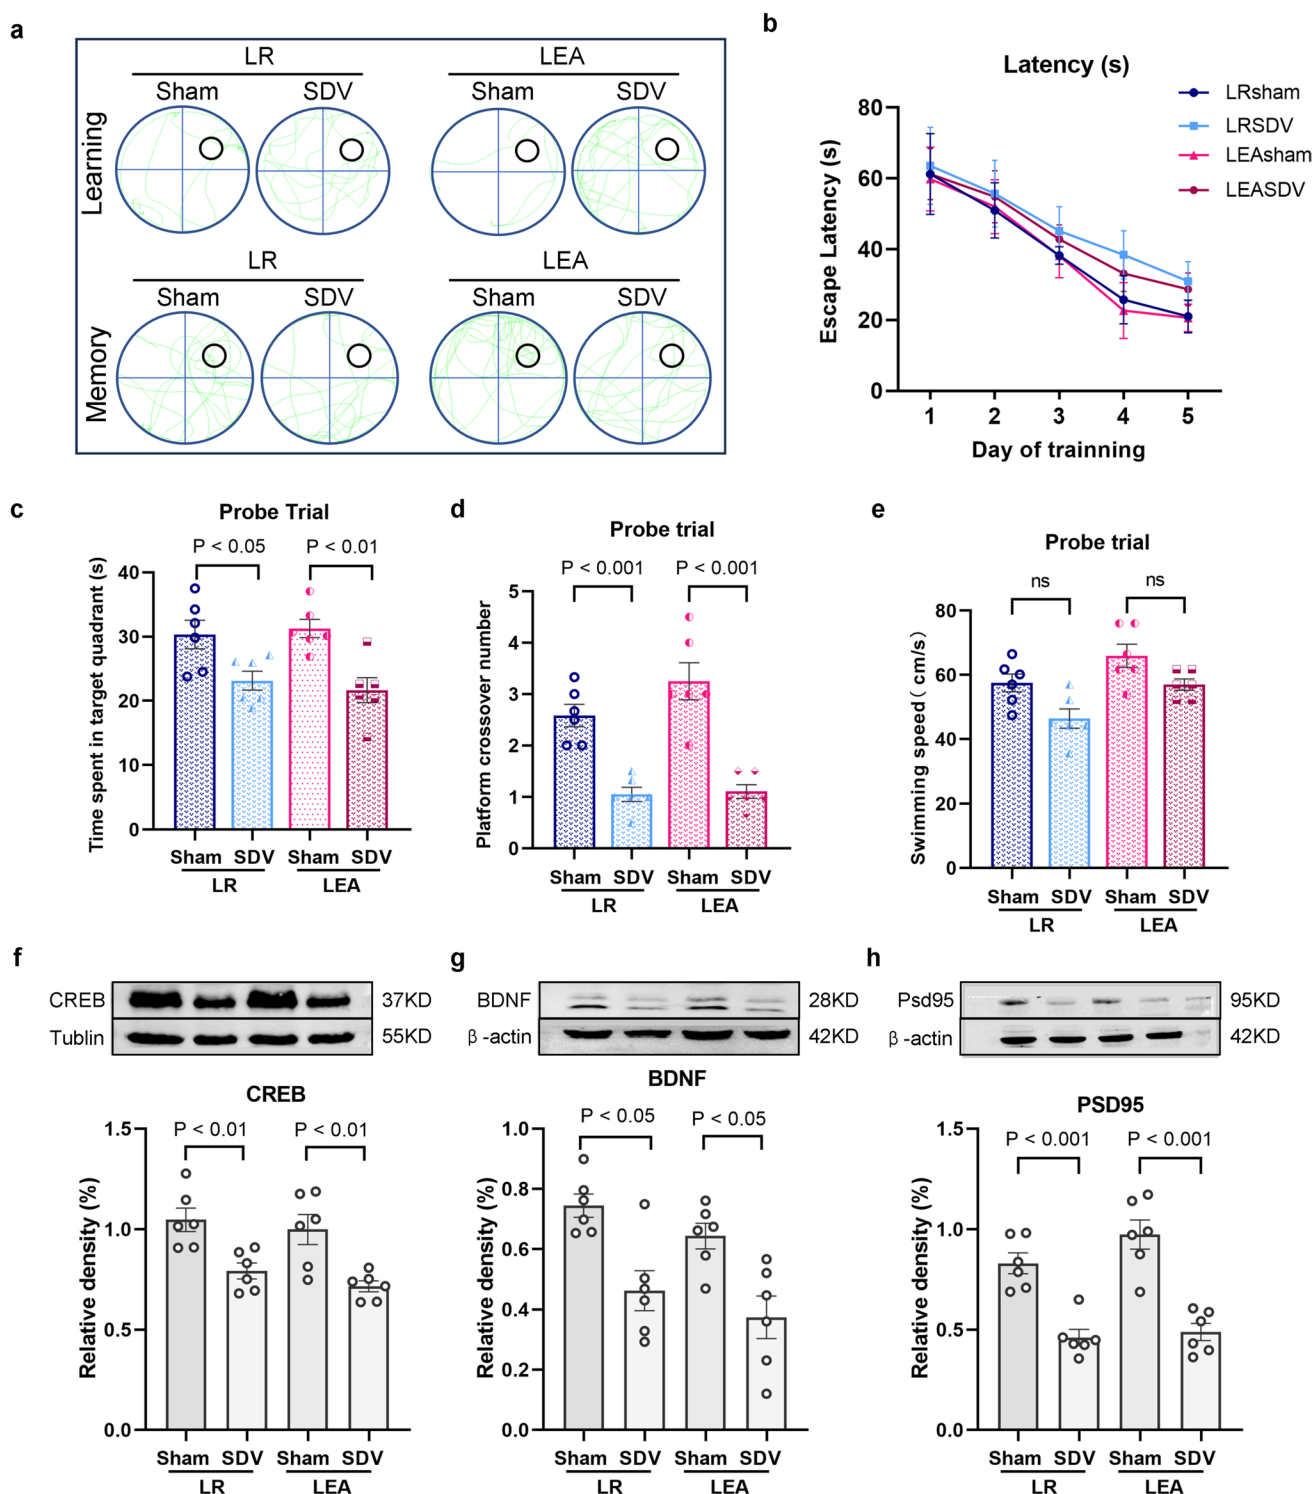 a
LR
LEA
Sham
SDV
Sham
SDV
Learning
LR
LEA
Sham
SDV
Sham
SDV
Memory
b
Latency (s)
LRsham
LRSDV
LEAsham
LEASDV
Escape Latency (s)
80
60
40
20
0
1 2 3 4 5
Day of trainning
c
Probe Trial
P < 0.05
P < 0.01
Time spent in target quadrant (s)
40
30
20
10
0
Sham SDV Sham SDV
LR LEA
d
Probe trial
P < 0.001
P < 0.001
Platform crossover number
5
4
3
2
1
0
Sham SDV Sham SDV
LR LEA
e
Probe trial
ns
ns
Swimming speed( cm/s)
80
60
40
20
0
Sham SDV Sham SDV
LR LEA
f
CREB 37KD
Tublin 55KD
CREB
P < 0.01
P < 0.01
Relative density (%)
1.5
1.0
0.5
0.0
Sham SDV Sham SDV
LR LEA
g
BDNF 28KD
β-actin 42KD
BDNF
P < 0.05
P < 0.05
Relative density (%)
1.0
0.8
0.6
0.4
0.2
0.0
Sham SDV Sham SDV
LR LEA
h
Psd95 95KD
β-actin 42KD
PSD95
P < 0.001
P < 0.001
Relative density (%)
1.5
1.0
0.5
0.0
Sham SDV Sham SDV
LR LEA